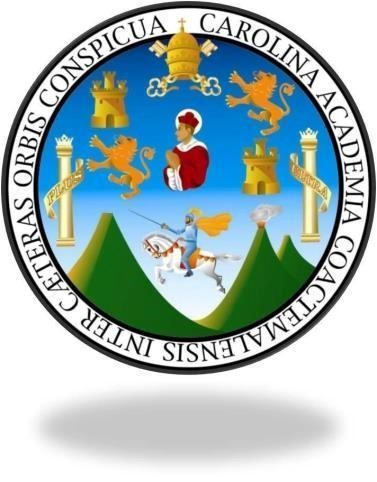 CAROLINA ACADEMIA COACTEMALENSIS INTER CÆTERAS ORBIS CONSPICUA
PLUS
ULTRA